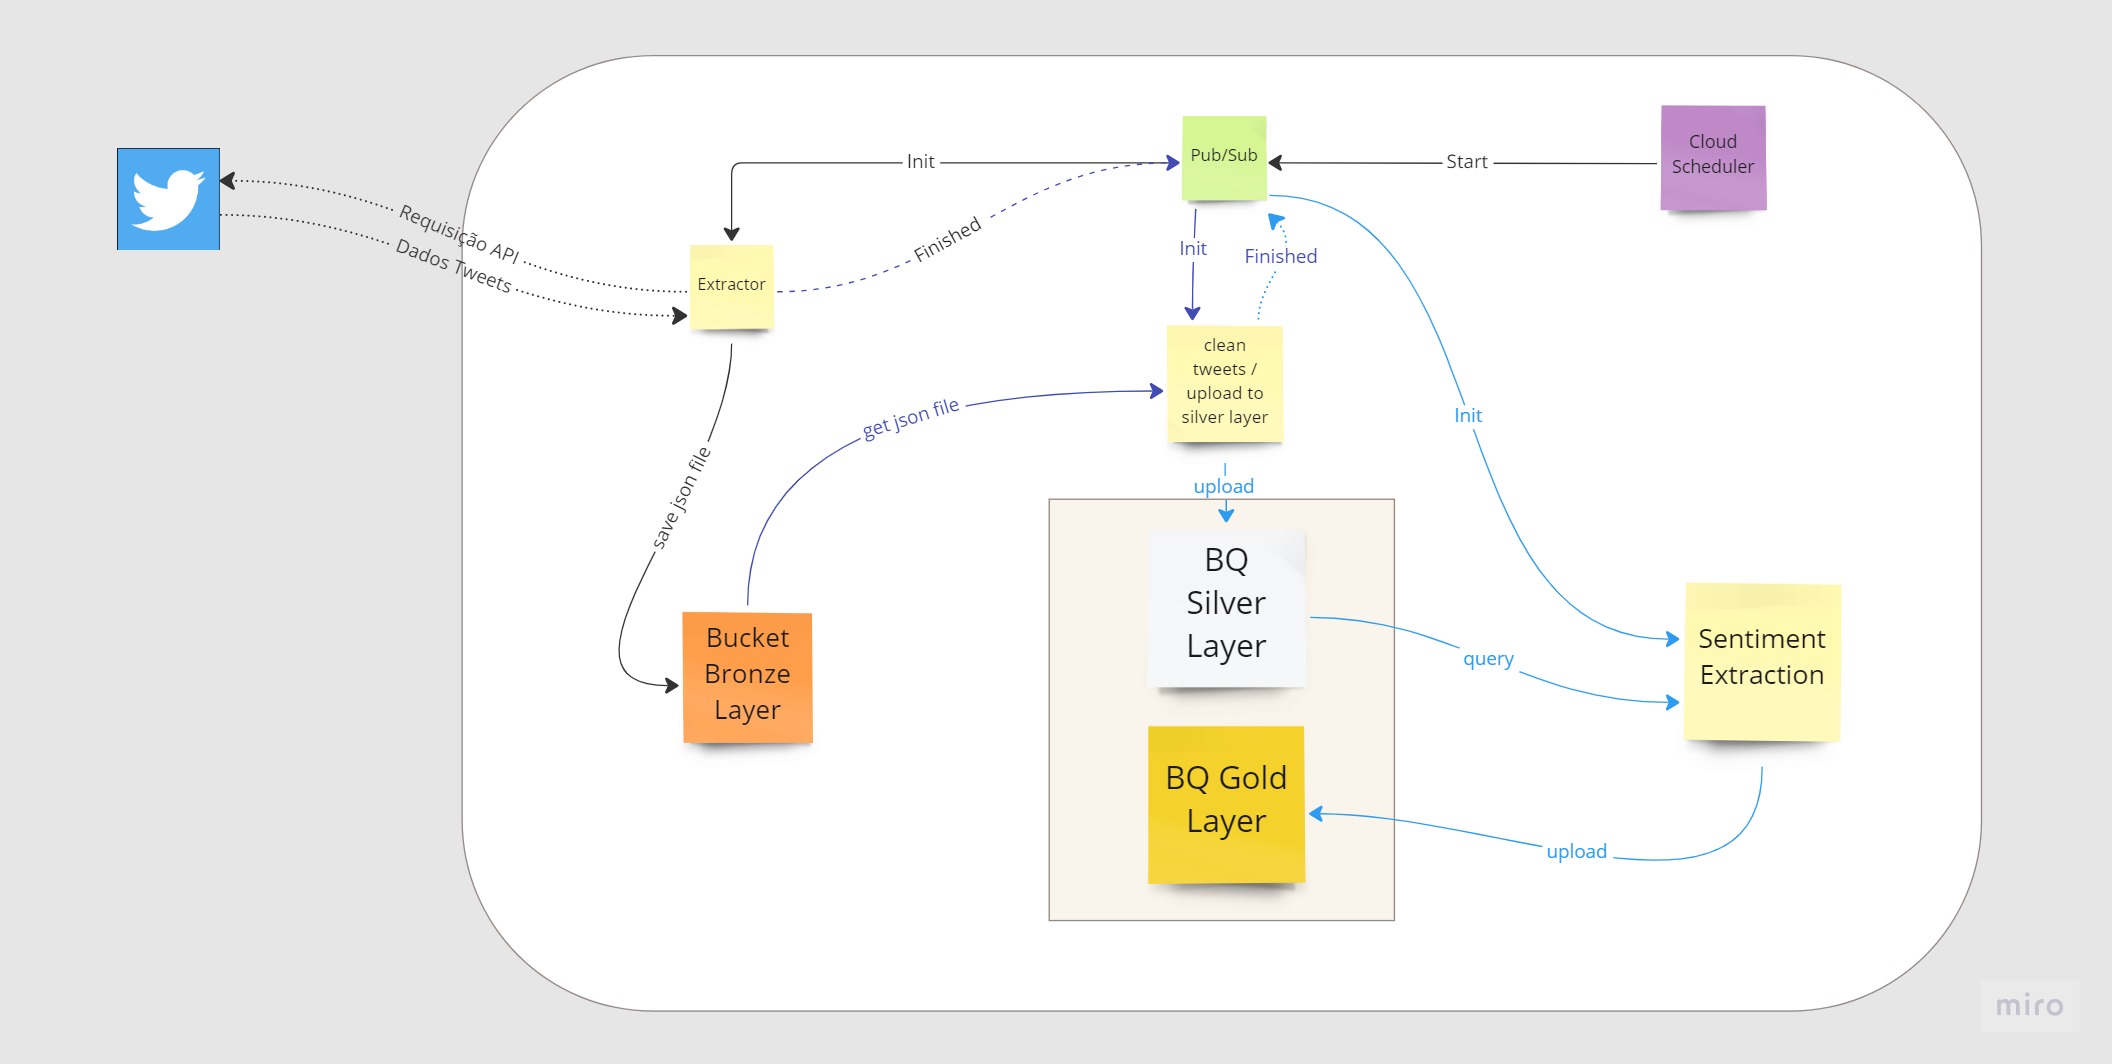 Cloud
Scheduler
Pub/Sub
Start
Init
Requisição API
Dados Tweets
Finished
Extractor
Init
Finished
clean
tweets /
upload to
silver layer
get json file
save json file
Init
upload
BQ
Silver
Layer
Bucket
Bronze
Layer
query
Sentiment
Extraction
BQ Gold
Layer
upload
miro